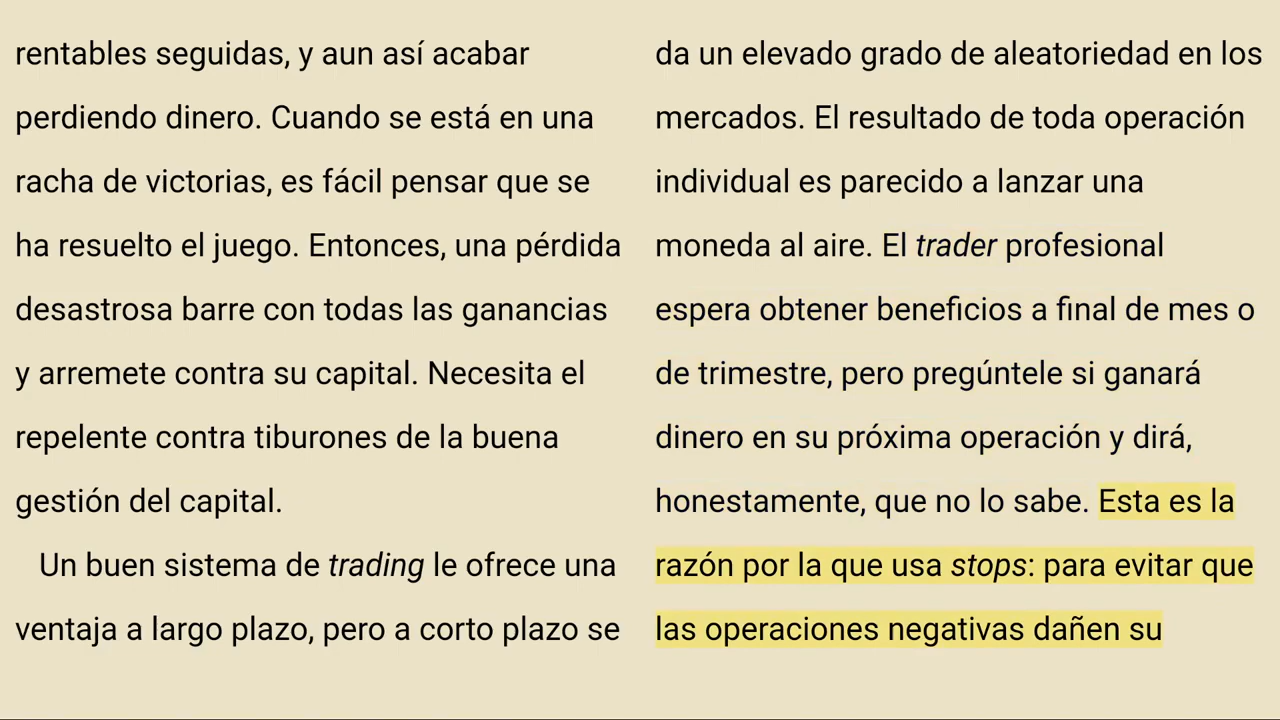 rentables seguidas, y aun así acabar
perdiendo dinero. Cuando se está en una
racha de victorias, es fácil pensar que se
ha resuelto el juego. Entonces, una pérdida
desastrosa barre con todas las ganancias
y arremete contra su capital. Necesita el
repelente contra tiburones de la buena
gestión del capital.
Un buen sistema de trading le ofrece una
ventaja a largo plazo, pero a corto plazo se
da un elevado grado de aleatoriedad en los
mercados. El resultado de toda operación
individual es parecido a lanzar una
moneda al aire. El trader profesional
espera obtener beneficios a final de mes o
de trimestre, pero pregúntele si ganará
dinero en su próxima operación y dirá,
honestamente, que no lo sabe. Esta es la
razón por la que usa stops: para evitar que
las operaciones negativas dañen su